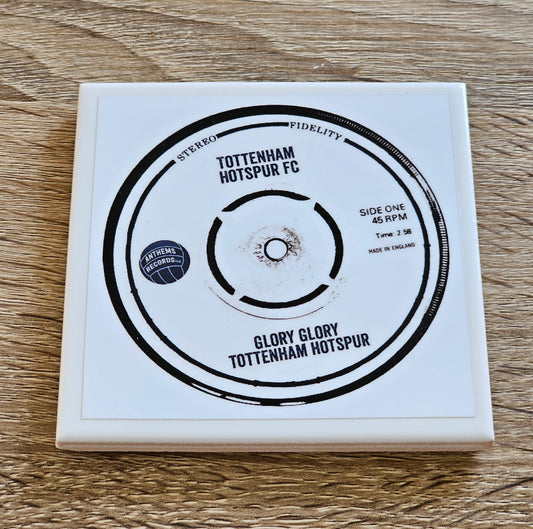 STEREO
FIDELITY
TOTTENHAM
HOTSPUR FC
SIDE ONE
45 RPM
Time: 2 58
MADE IN ENGLAND
ANTHEMS
RECORDS
GLORY GLORY
TOTTENHAM HOTSPUR